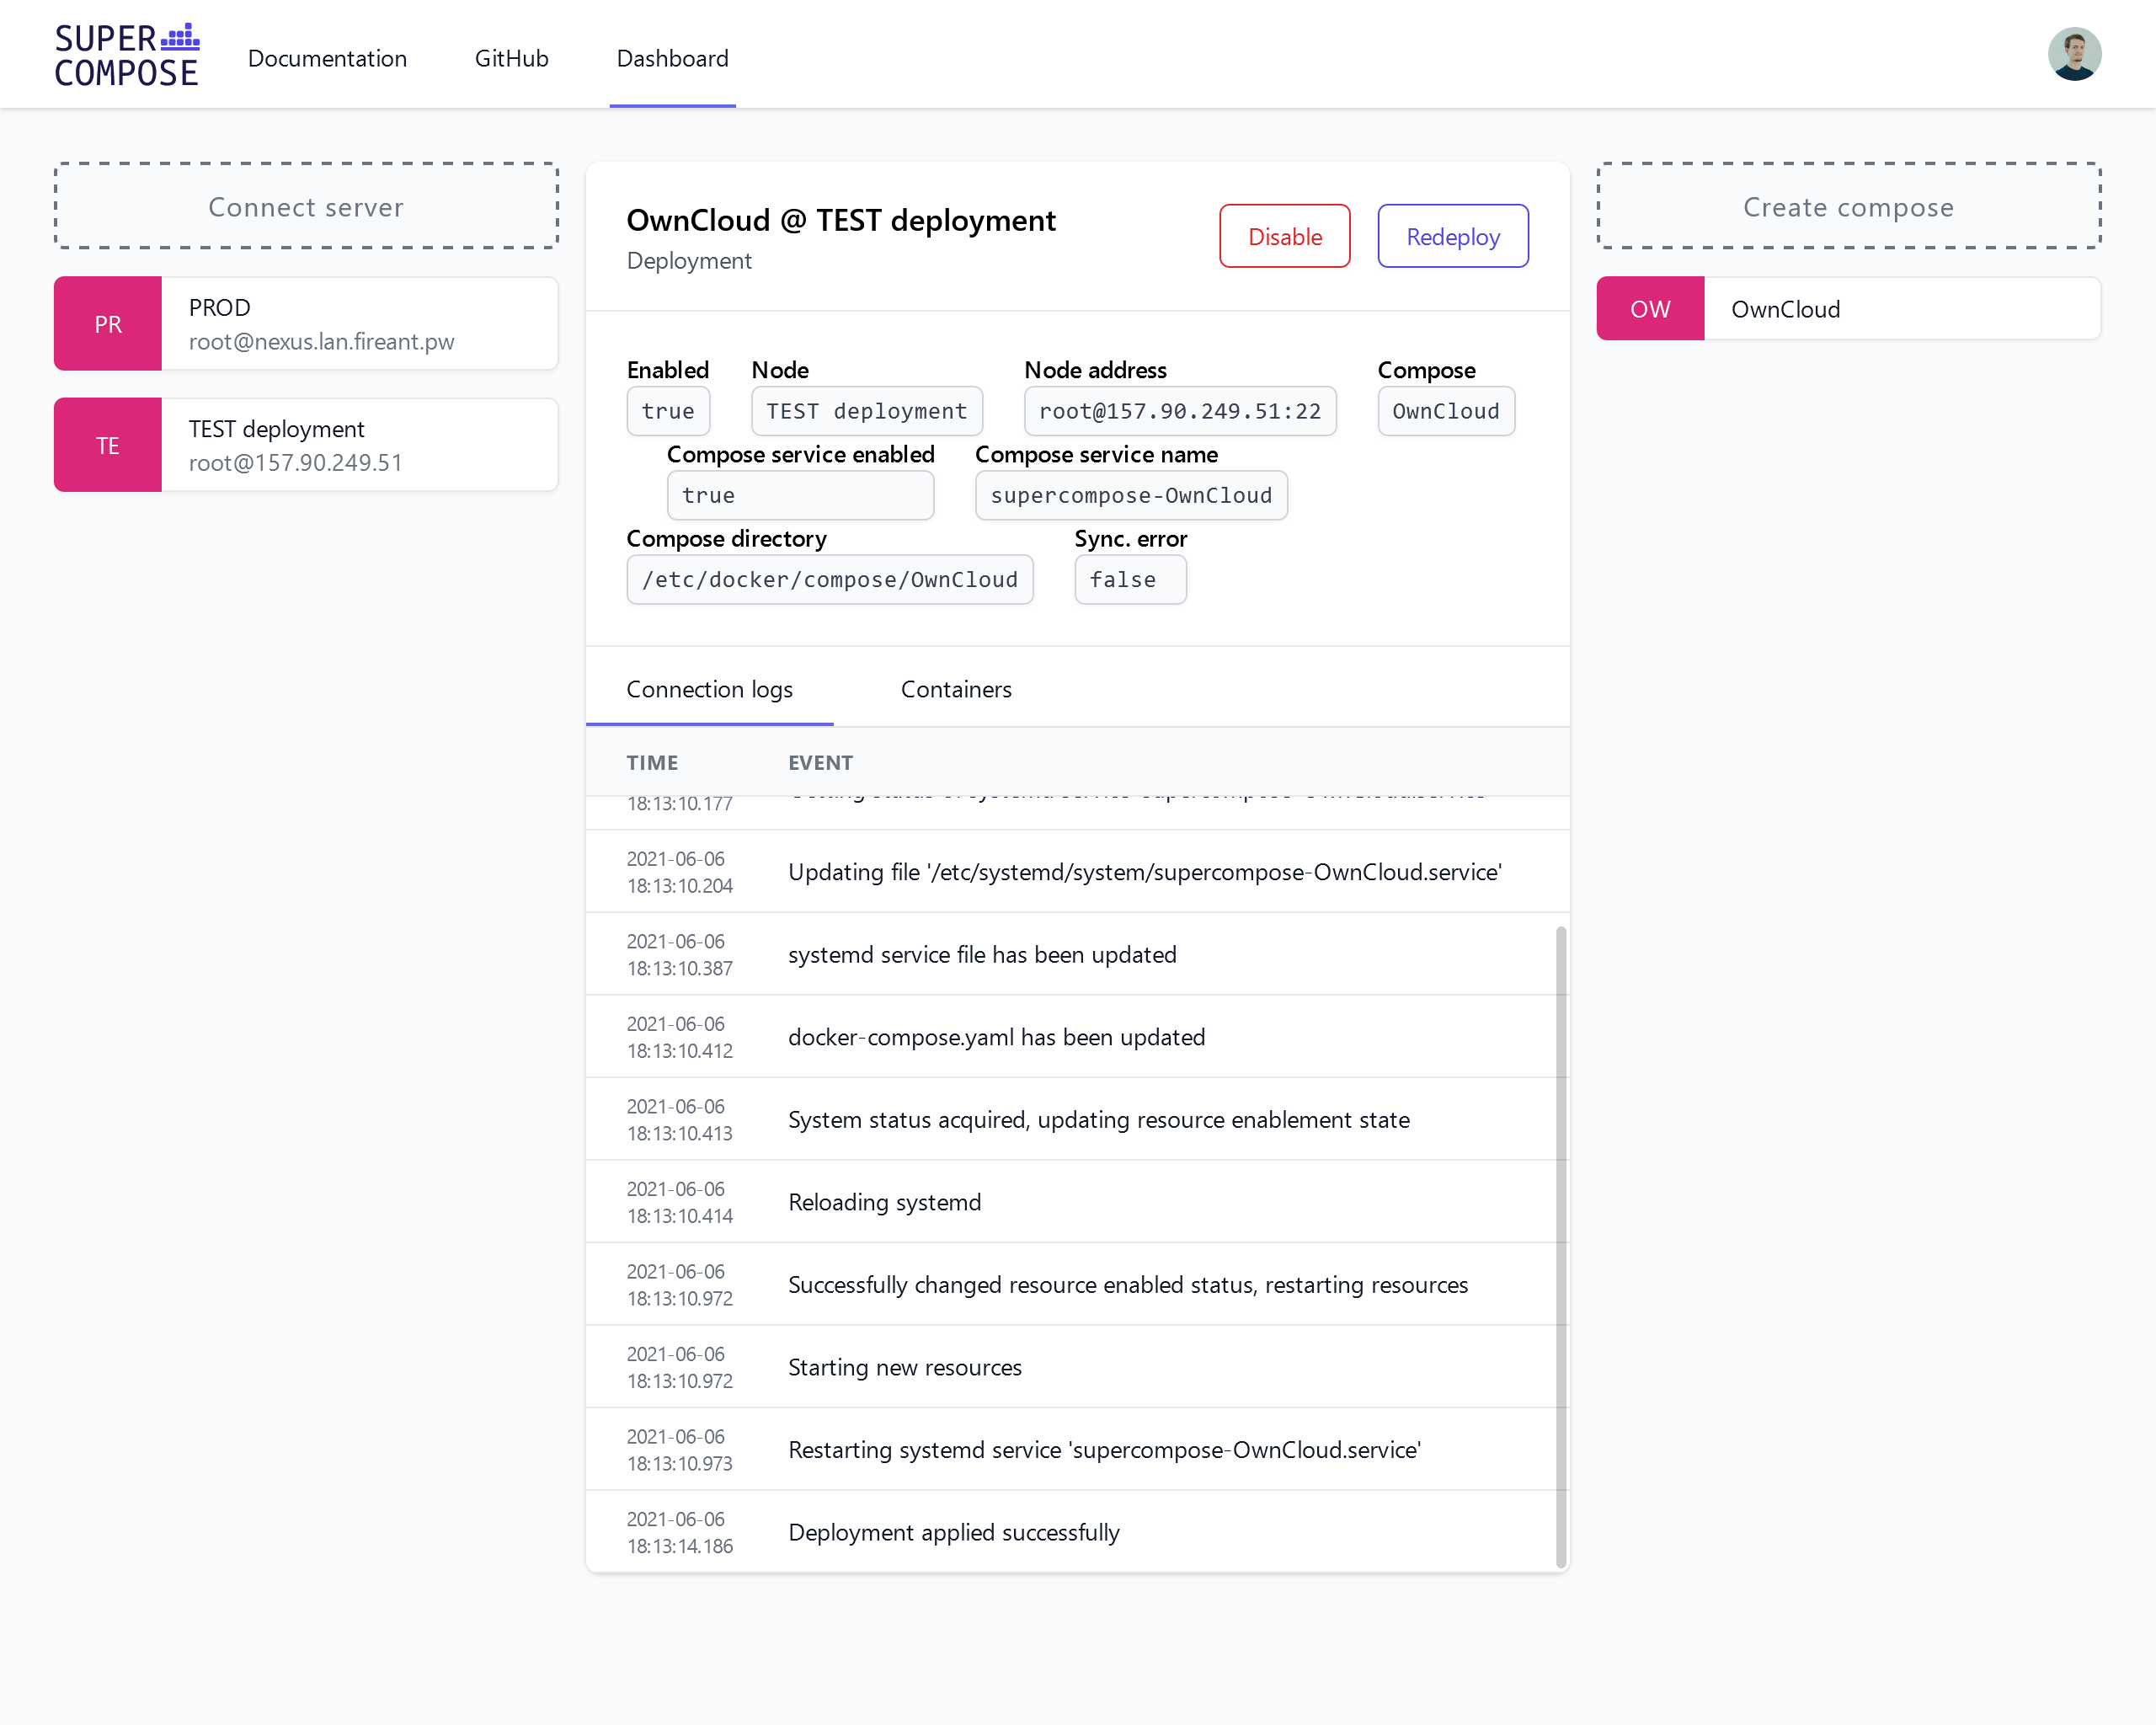 SUPER
COMPOSE
Documentation
GitHub
Dashboard
Connect server
PR
PROD
root@nexus.lan.fireant.pw
TE
TEST deployment
root@157.90.249.51
OwnCloud @ TEST deployment
Deployment
Disable
Redeploy
Enabled
true
Node
TEST deployment
Node address
root@157.90.249.51:22
Compose
OwnCloud
Compose service enabled
true
Compose service name
supercompose-OwnCloud
Compose directory
/etc/docker/compose/OwnCloud
Sync. error
false
Connection logs
Containers
TIME
EVENT
18:13:10.177
Getting status of systemd service 'supercompose-OwnCloud.service'
2021-06-06
18:13:10.204
Updating file '/etc/systemd/system/supercompose-OwnCloud.service'
2021-06-06
18:13:10.387
systemd service file has been updated
2021-06-06
18:13:10.412
docker-compose.yaml has been updated
2021-06-06
18:13:10.413
System status acquired, updating resource enablement state
2021-06-06
18:13:10.414
Reloading systemd
2021-06-06
18:13:10.972
Successfully changed resource enabled status, restarting resources
2021-06-06
18:13:10.972
Starting new resources
2021-06-06
18:13:10.973
Restarting systemd service 'supercompose-OwnCloud.service'
2021-06-06
18:13:14.186
Deployment applied successfully
Create compose
OW
OwnCloud